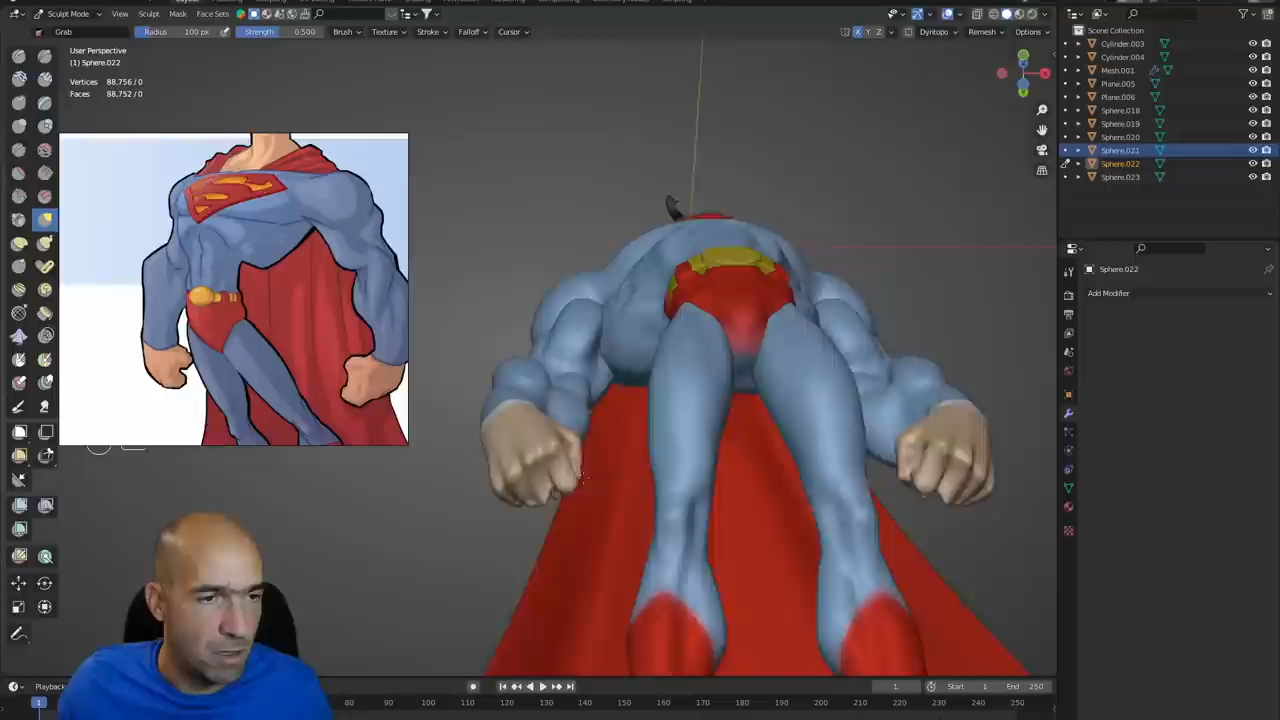 Sculpt Mode View Sculpt Mask Face Sets
Grab Radius 100 px Strength 0.500 Brush Texture Stroke Falloff Cursor X Y Z Dyntopo Remesh Options
User Perspective
(1) Sphere.022
Vertices 88,756 / 0
Faces 88,752 / 0
Scene Collection
Cylinder.003
Cylinder.004
Mesh.001
Plane.005
Plane.006
Sphere.018
Sphere.019
Sphere.020
Sphere.021
Sphere.022
Sphere.023
Sphere.022
Add Modifier
Playback 1 Start 1 End 250
1 80 90 100 110 120 130 140 150 160 170 180 190 200 210 220 230 240 250